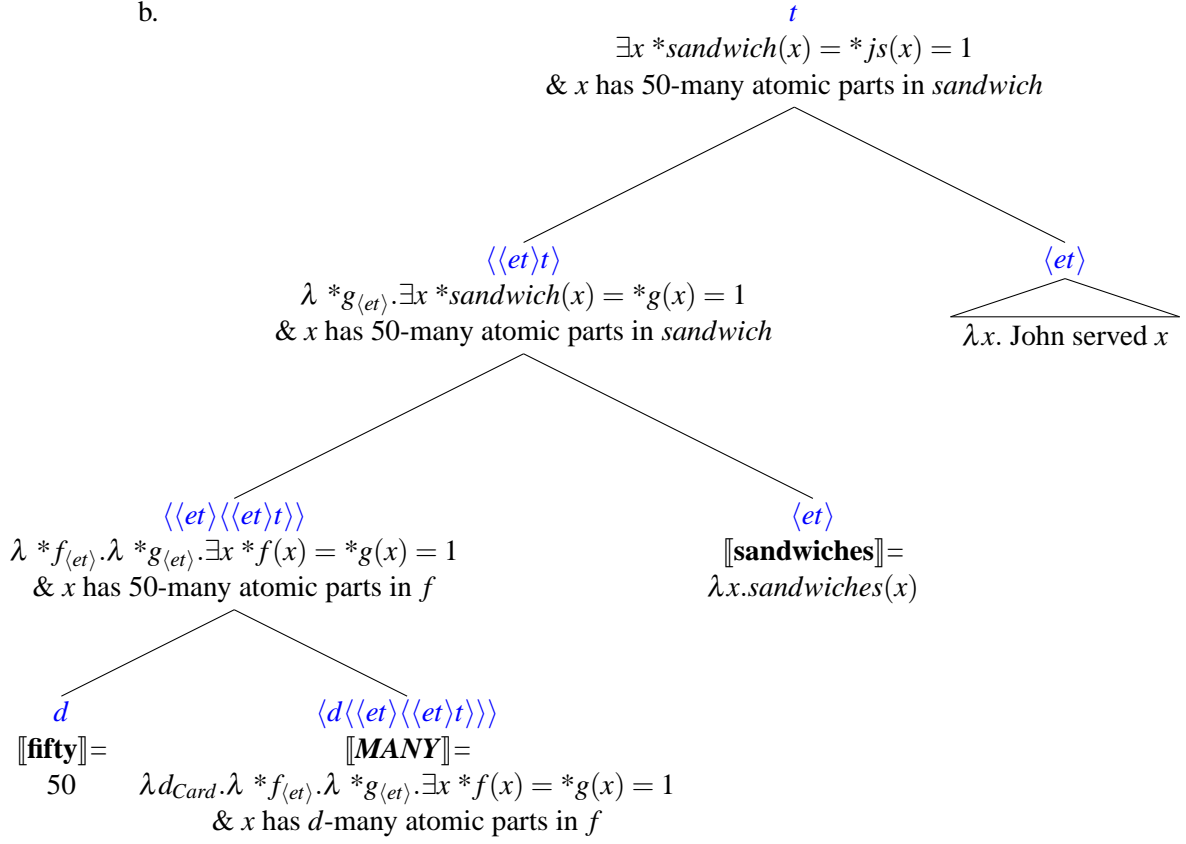 b.
t
∃x *sandwich(x) = *js(x) = 1
& x has 50-many atomic parts in sandwich
⟨⟨et⟩t⟩
λ *g⟨et⟩.∃x *sandwich(x) = *g(x) = 1
& x has 50-many atomic parts in sandwich
⟨et⟩
λx. John served x
⟨⟨et⟩⟨⟨et⟩t⟩⟩
λ *f⟨et⟩.λ *g⟨et⟩.∃x *f(x) = *g(x) = 1
& x has 50-many atomic parts in f
⟨et⟩
⟦sandwiches⟧=
λx.sandwiches(x)
d
⟦fifty⟧=
50
⟨d⟨⟨et⟩⟨⟨et⟩t⟩⟩⟩
⟦MANY⟧=
λd_Card.λ *f⟨et⟩.λ *g⟨et⟩.∃x *f(x) = *g(x) = 1
& x has d-many atomic parts in f